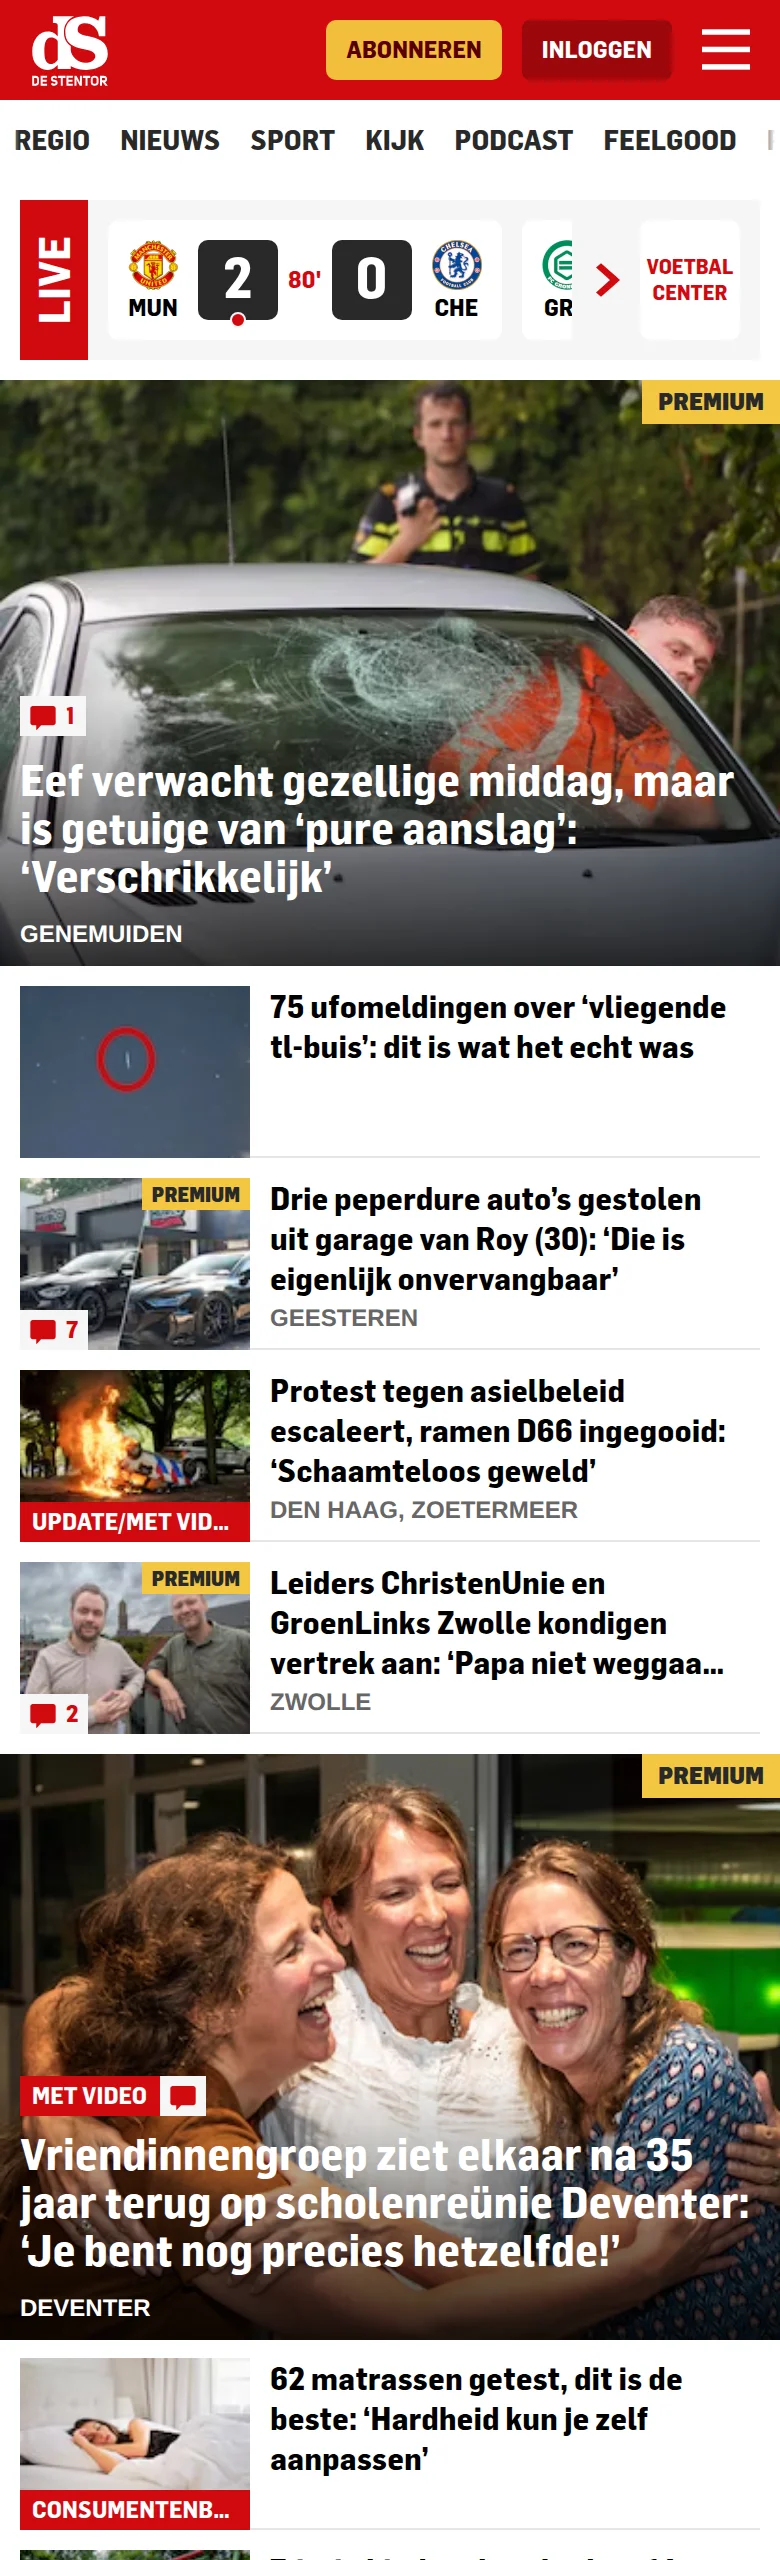 dS
DE STENTOR
ABONNEREN
INLOGGEN
REGIO NIEUWS SPORT KIJK PODCAST FEELGOOD
LIVE
MUN
2
80'
0
CHE
GR
VOETBAL
CENTER
PREMIUM
1
Eef verwacht gezellige middag, maar
is getuige van ‘pure aanslag’:
‘Verschrikkelijk’
GENEMUIDEN
75 ufomeldingen over ‘vliegende
tl-buis’: dit is wat het echt was
PREMIUM
7
Drie peperdure auto’s gestolen
uit garage van Roy (30): ‘Die is
eigenlijk onvervangbaar’
GEESTEREN
UPDATE/MET VID...
Protest tegen asielbeleid
escaleert, ramen D66 ingegooid:
‘Schaamteloos geweld’
DEN HAAG, ZOETERMEER
PREMIUM
2
Leiders ChristenUnie en
GroenLinks Zwolle kondigen
vertrek aan: ‘Papa niet weggaa...
ZWOLLE
PREMIUM
MET VIDEO
Vriendinnengroep ziet elkaar na 35
jaar terug op scholenreünie Deventer:
‘Je bent nog precies hetzelfde!’
DEVENTER
CONSUMENTENB...
62 matrassen getest, dit is de
beste: ‘Hardheid kun je zelf
aanpassen’